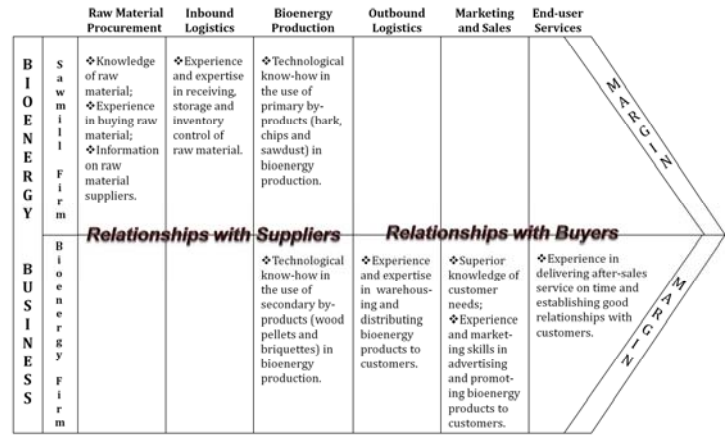 Raw Material
Procurement
Inbound
Logistics
Bioenergy
Production
Outbound
Logistics
Marketing
and Sales
End-user
Services
BIOENERGY
Sawmill Firm
❖Knowledge
of raw
material;
❖Experience
in buying raw
material;
❖Information
on raw
material
suppliers.
❖Experience
and expertise
in receiving,
storage and
inventory
control of
raw material.
❖Technological
know-how in
the use of
primary by-
products (bark,
chips and
sawdust) in
bioenergy
production.
MARGIN
Relationships with Suppliers
Relationships with Buyers
BUSINESS
Bioenergy Firm
❖Technological
know-how in
the use of
secondary by-
products (wood
pellets and
briquettes) in
bioenergy
production.
❖Experience
and expertise
in warehous-
ing and
distributing
bioenergy
products to
customers.
❖Superior
knowledge of
customer
needs;
❖Experience
and market-
ing skills in
advertising
and promot-
ing bioenergy
products to
customers.
❖Experience in
delivering after-sales
service on time and
establishing good
relationships with
customers.
MARGIN